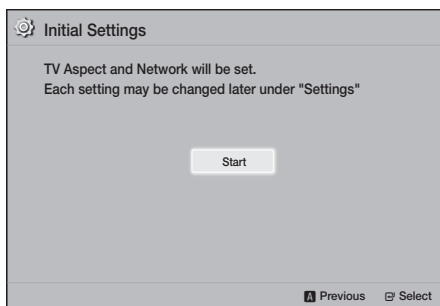 Initial Settings
TV Aspect and Network will be set.
Each setting may be changed later under "Settings"
Start
A Previous Select